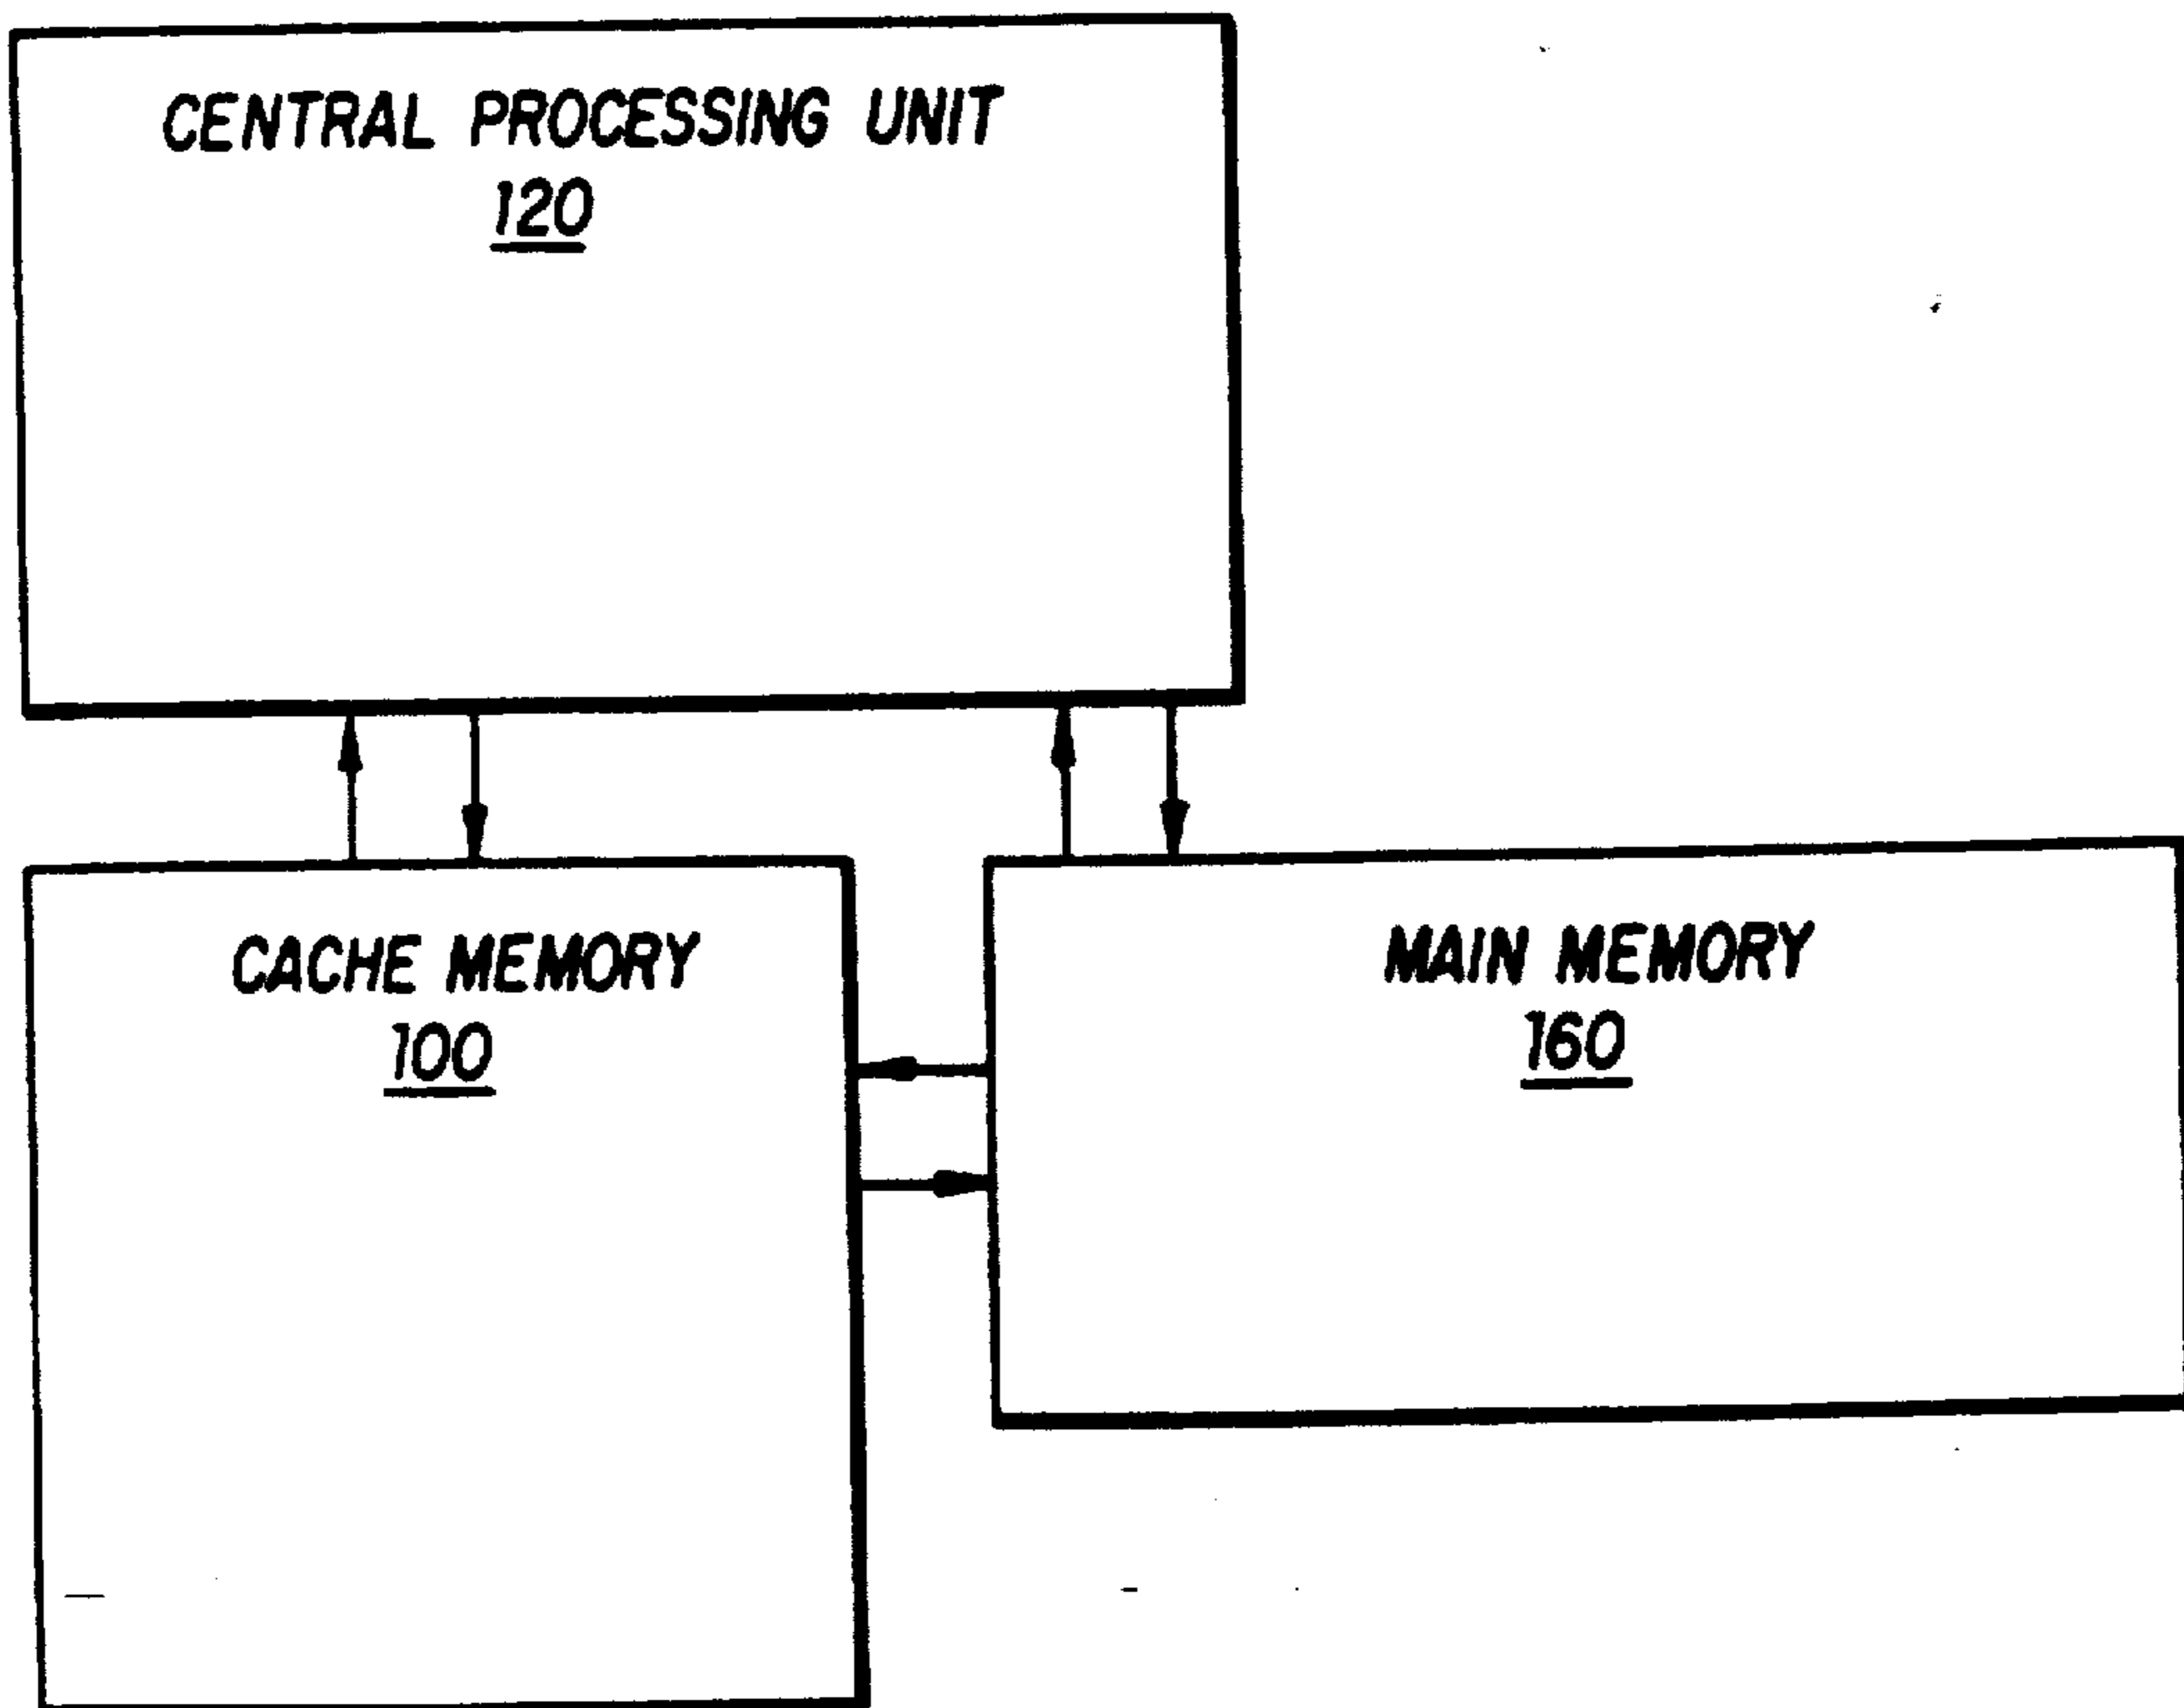 CENTRAL PROCESSING UNIT
120
CACHE MEMORY
100
MAIN MEMORY
160